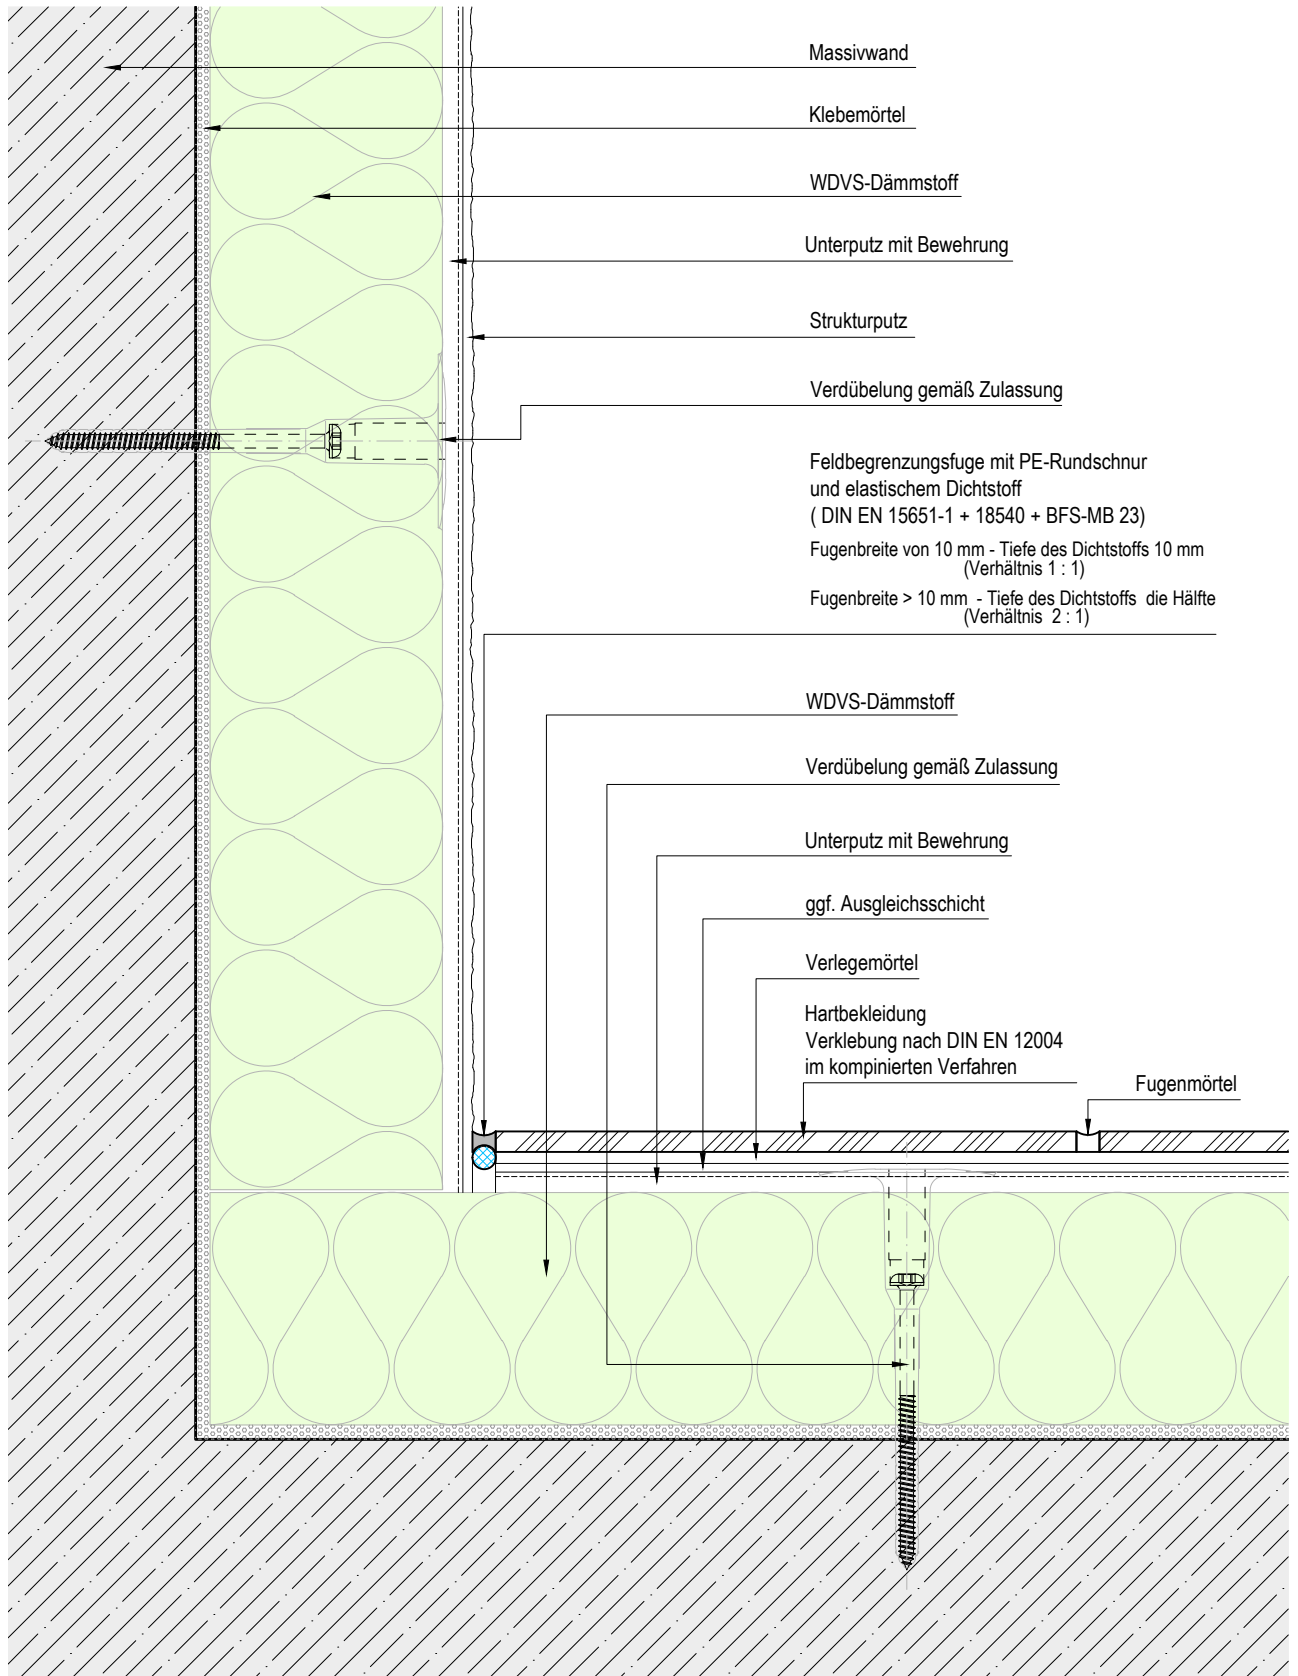 Massivwand
Klebemörtel
WDVS-Dämmstoff
Unterputz mit Bewehrung
Strukturputz
Verdübelung gemäß Zulassung
Feldbegrenzungsfuge mit PE-Rundschnur
und elastischem Dichtstoff
( DIN EN 15651-1 + 18540 + BFS-MB 23)
Fugenbreite von 10 mm - Tiefe des Dichtstoffs 10 mm
(Verhältnis 1 : 1)
Fugenbreite > 10 mm - Tiefe des Dichtstoffs die Hälfte
(Verhältnis 2 : 1)
WDVS-Dämmstoff
Verdübelung gemäß Zulassung
Unterputz mit Bewehrung
ggf. Ausgleichsschicht
Verlegemörtel
Hartbekleidung
Verklebung nach DIN EN 12004
im kompinierten Verfahren
Fugenmörtel